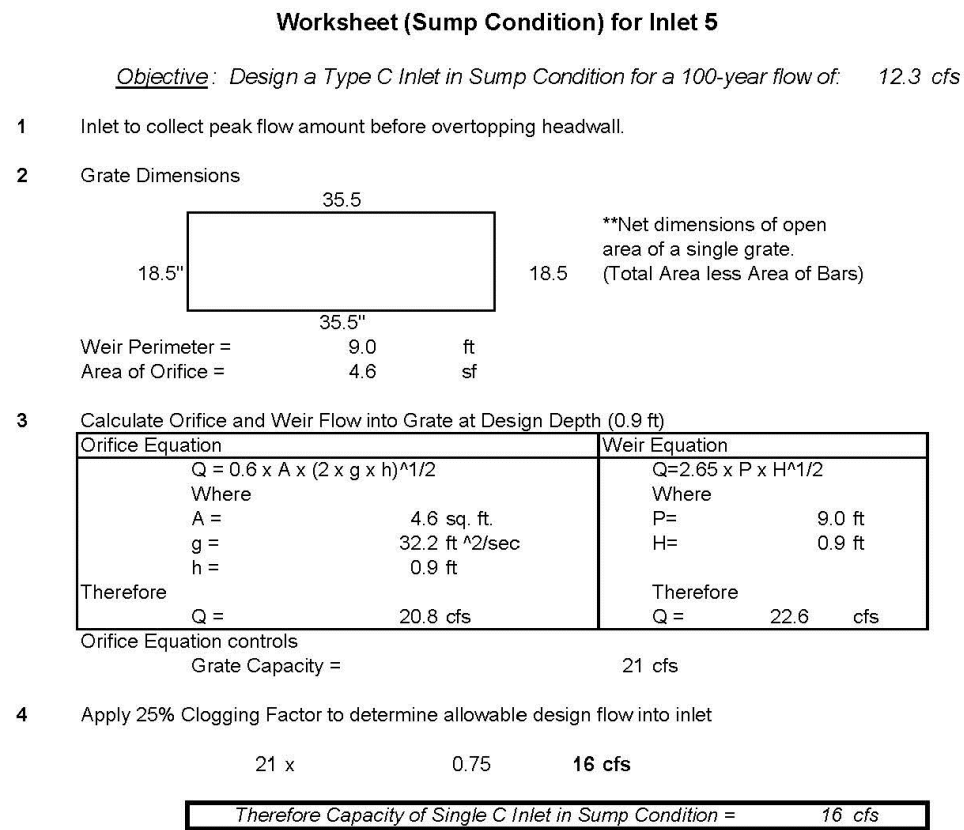 Worksheet (Sump Condition) for Inlet 5
Objective: Design a Type C Inlet in Sump Condition for a 100-year flow of: 12.3 cfs
1 Inlet to collect peak flow amount before overtopping headwall.
2 Grate Dimensions
35.5
**Net dimensions of open
area of a single grate.
18.5" 18.5 (Total Area less Area of Bars)
35.5"
Weir Perimeter = 9.0 ft
Area of Orifice = 4.6 sf
3 Calculate Orifice and Weir Flow into Grate at Design Depth (0.9 ft)
Orifice Equation Weir Equation
Q = 0.6 x A x (2 x g x h)^1/2 Q=2.65 x P x H^1/2
Where Where
A = 4.6 sq. ft. P= 9.0 ft
g = 32.2 ft ^2/sec H= 0.9 ft
h = 0.9 ft
Therefore Therefore
Q = 20.8 cfs Q = 22.6 cfs
Orifice Equation controls
Grate Capacity = 21 cfs
4 Apply 25% Clogging Factor to determine allowable design flow into inlet
21 x 0.75 16 cfs
Therefore Capacity of Single C Inlet in Sump Condition = 16 cfs